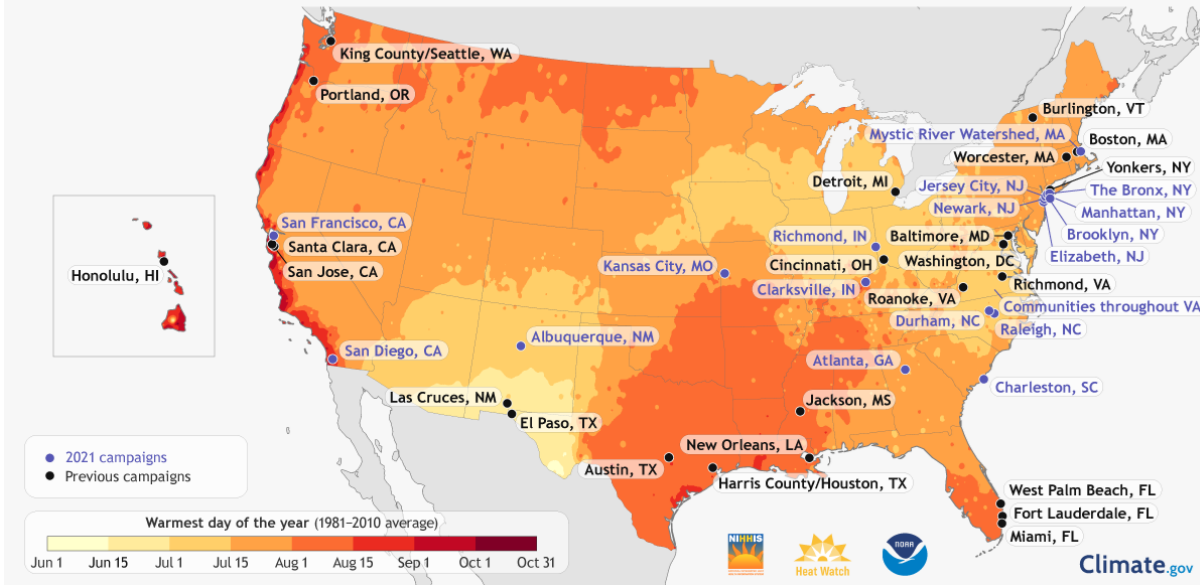 King County/Seattle, WA
Portland, OR
Burlington, VT
Mystic River Watershed, MA
Boston, MA
Worcester, MA
Yonkers, NY
Detroit, MI
Jersey City, NJ
The Bronx, NY
Newark, NJ
Manhattan, NY
San Francisco, CA
Richmond, IN
Baltimore, MD
Brooklyn, NY
Santa Clara, CA
Elizabeth, NJ
Honolulu, HI
San Jose, CA
Kansas City, MO
Cincinnati, OH
Washington, DC
Clarksville, IN
Richmond, VA
Roanoke, VA
Communities throughout VA
Durham, NC
Raleigh, NC
Albuquerque, NM
San Diego, CA
Atlanta, GA
Charleston, SC
Las Cruces, NM
Jackson, MS
El Paso, TX
New Orleans, LA
2021 campaigns
Previous campaigns
Austin, TX
Harris County/Houston, TX
West Palm Beach, FL
Fort Lauderdale, FL
Miami, FL
Warmest day of the year (1981–2010 average)
Jun 1 Jun 15 Jul 1 Jul 15 Aug 1 Aug 15 Sep 1 Oct 1 Oct 31
NIHHIS
Heat Watch
NOAA
Climate.gov